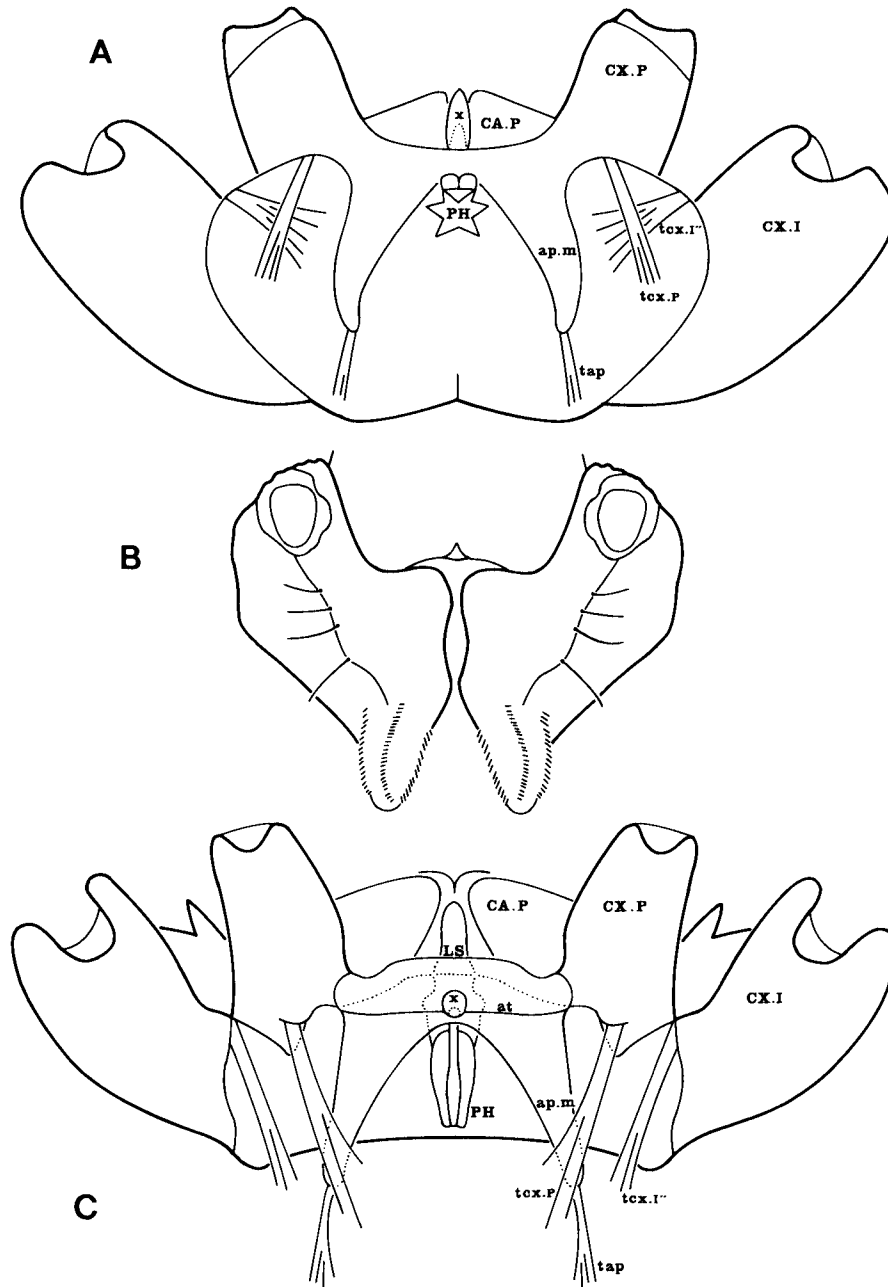 A
CX.P
x
CA.P
PH
tcx.I''
CX.I
ap.m
tcx.P
tap
B
CA.P
CX.P
LS
x
at
CX.I
ap.m
PH
tcx.P
tcx.I''
C
tap